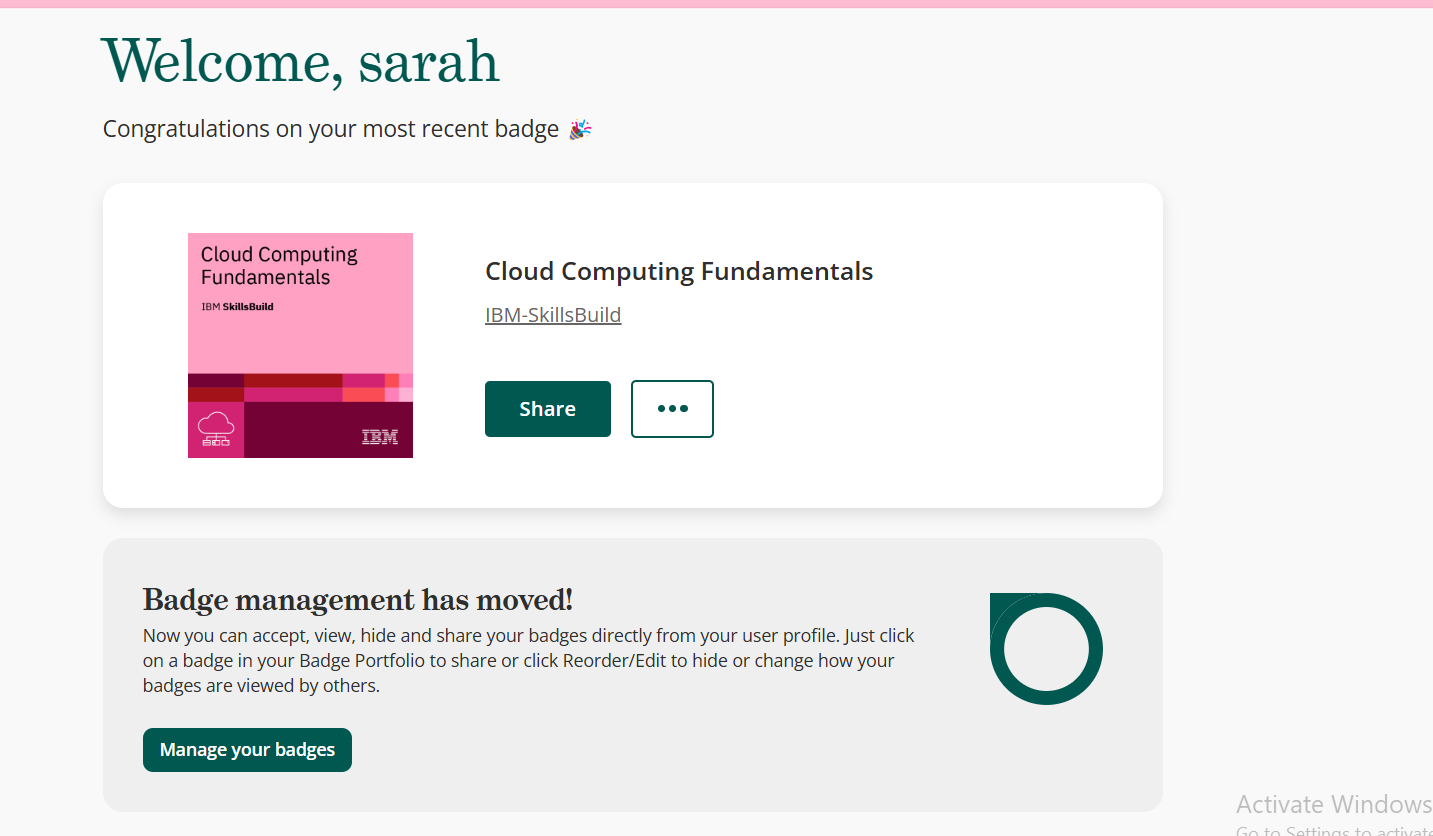 Welcome, sarah
Congratulations on your most recent badge 🎉
Cloud Computing
Fundamentals
IBM SkillsBuild
IBM
Cloud Computing Fundamentals
IBM-SkillsBuild
Share
•••
Badge management has moved!
Now you can accept, view, hide and share your badges directly from your user profile. Just click
on a badge in your Badge Portfolio to share or click Reorder/Edit to hide or change how your
badges are viewed by others.
Manage your badges
Activate Windows
Go to Settings to activate